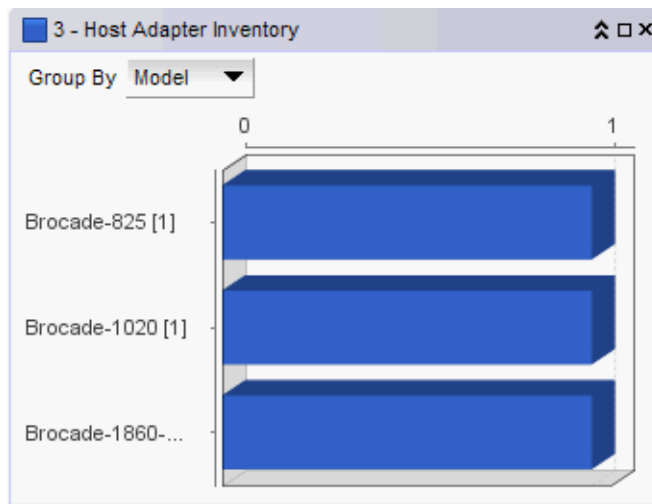 3 - Host Adapter Inventory
Group By Model
0 1
Brocade-825 [1]
Brocade-1020 [1]
Brocade-1860-...